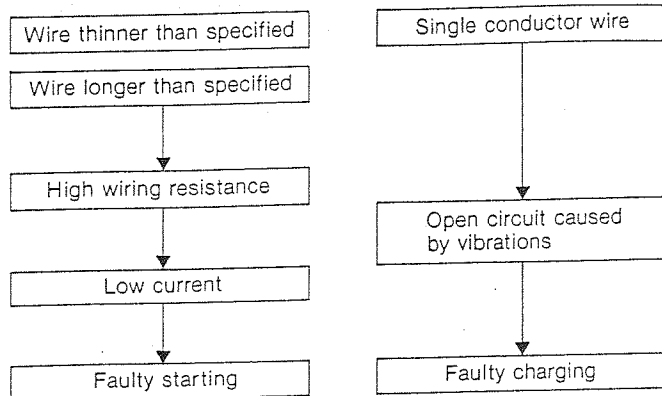 Wire thinner than specified
Wire longer than specified
High wiring resistance
Low current
Faulty starting
Single conductor wire
Open circuit caused
by vibrations
Faulty charging